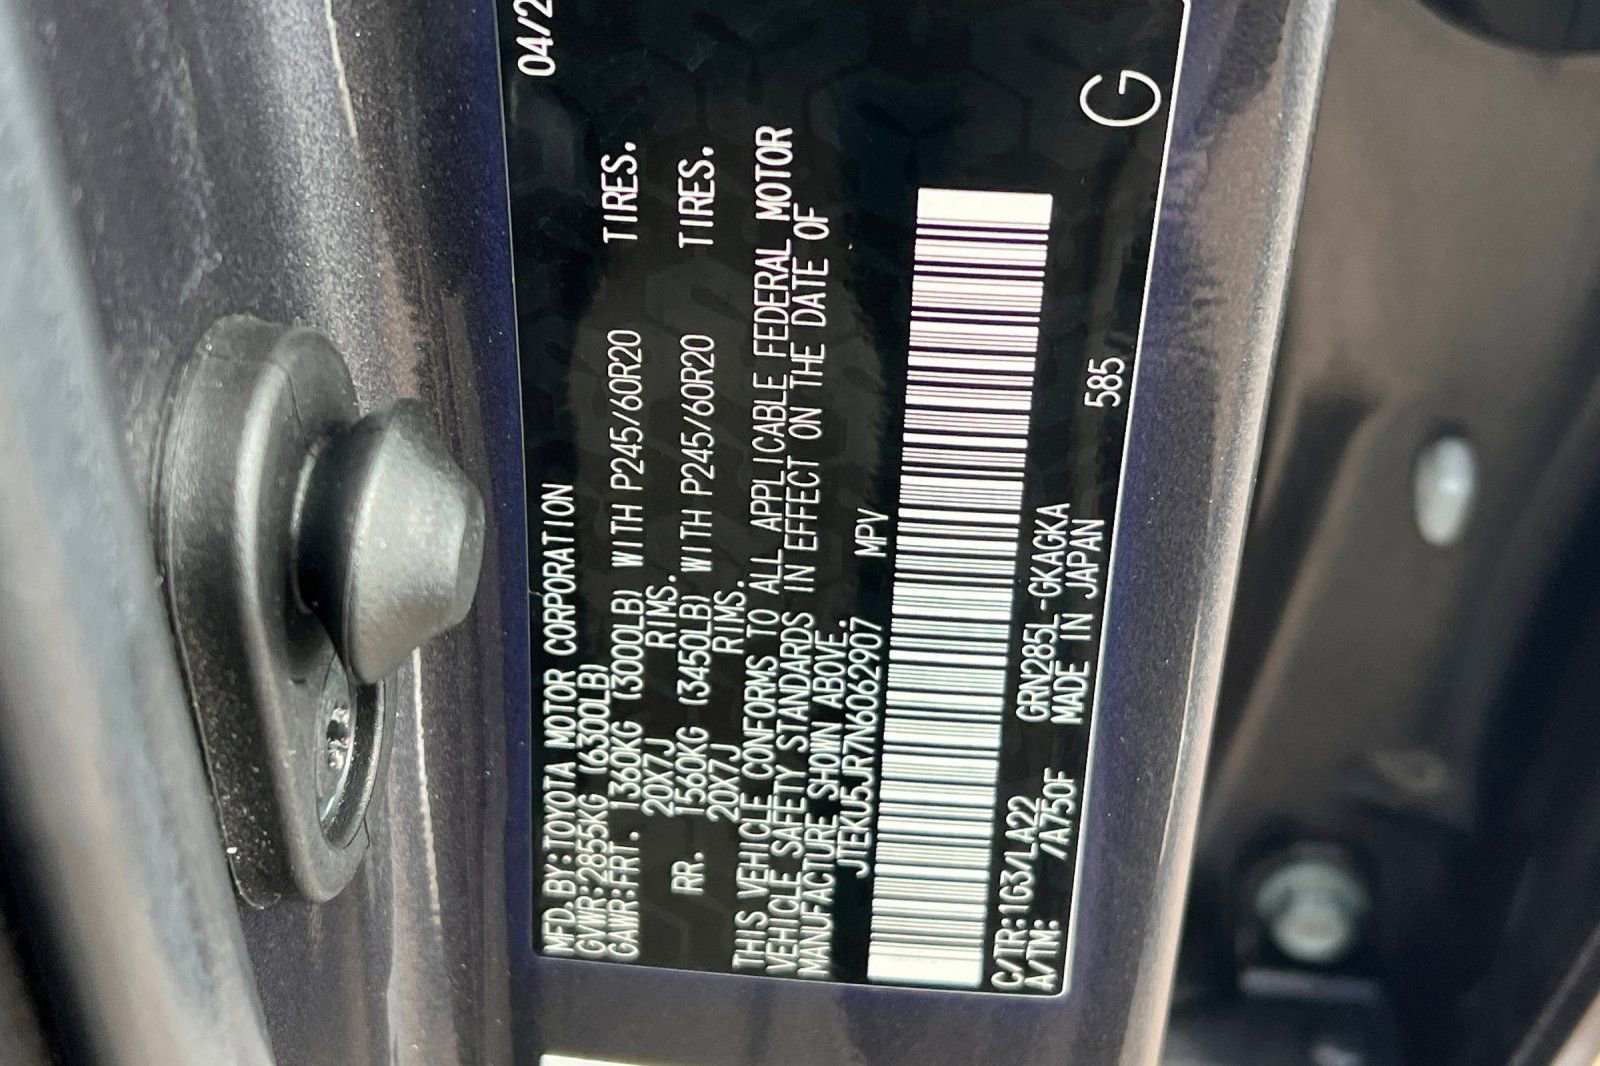 MFD.BY:TOYOTA MOTOR CORPORATION 04/2
GVWR:2855KG (6300LB)
GAWR:FRT. 1360KG (3000LB) WITH P245/60R20 TIRES.
20X7J RIMS.
RR. 1560KG (3450LB) WITH P245/60R20 TIRES.
20X7J RIMS.
THIS VEHICLE CONFORMS TO ALL APPLICABLE FEDERAL MOTOR
VEHICLE SAFETY STANDARDS IN EFFECT ON THE DATE OF
MANUFACTURE SHOWN ABOVE.
JTEKU5JR7N6062907 MPV
C/TR:1G3/LA22 GRN285L-GKAGKA
A/TM: /A750F MADE IN JAPAN 585 G